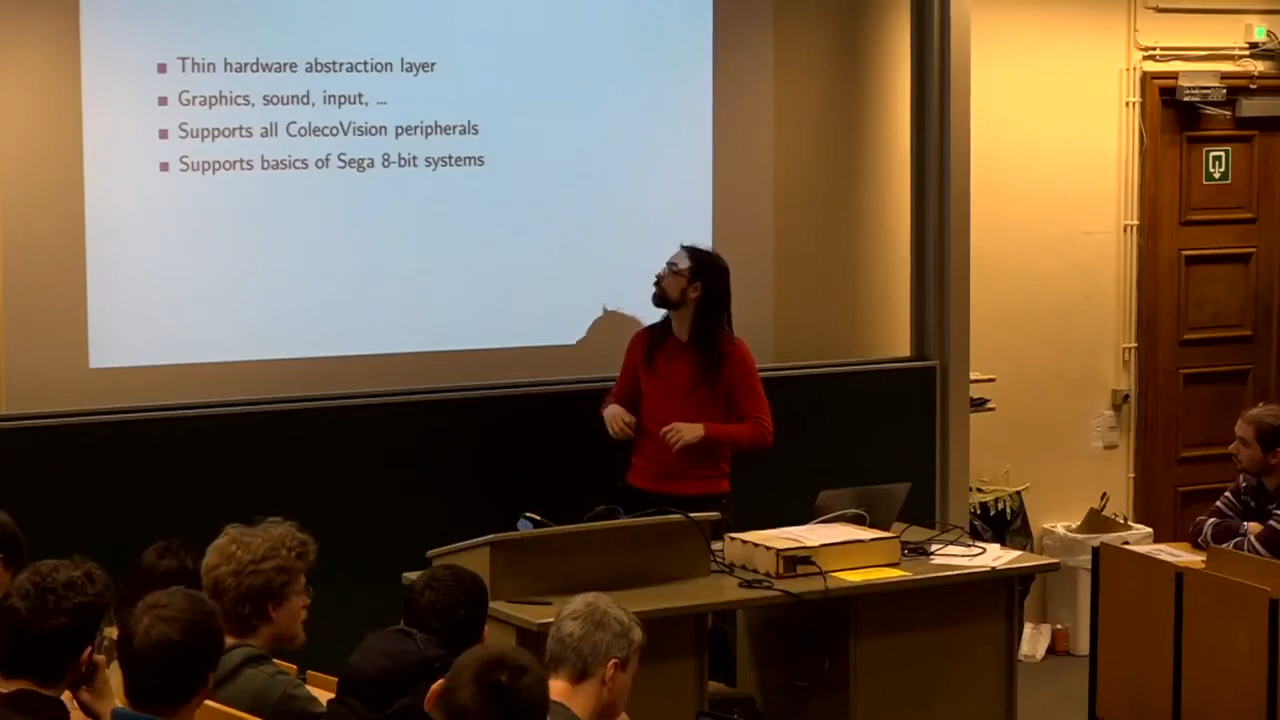 Thin hardware abstraction layer
Graphics, sound, input, ...
Supports all ColecoVision peripherals
Supports basics of Sega 8-bit systems